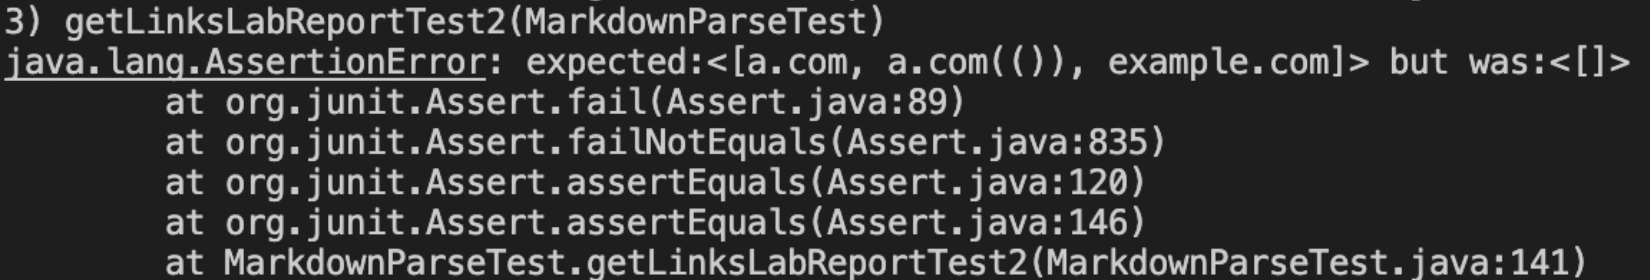 3) getLinksLabReportTest2(MarkdownParseTest)
java.lang.AssertionError: expected:<[a.com, a.com(()), example.com]> but was:<[]>
at org.junit.Assert.fail(Assert.java:89)
at org.junit.Assert.failNotEquals(Assert.java:835)
at org.junit.Assert.assertEquals(Assert.java:120)
at org.junit.Assert.assertEquals(Assert.java:146)
at MarkdownParseTest.getLinksLabReportTest2(MarkdownParseTest.java:141)